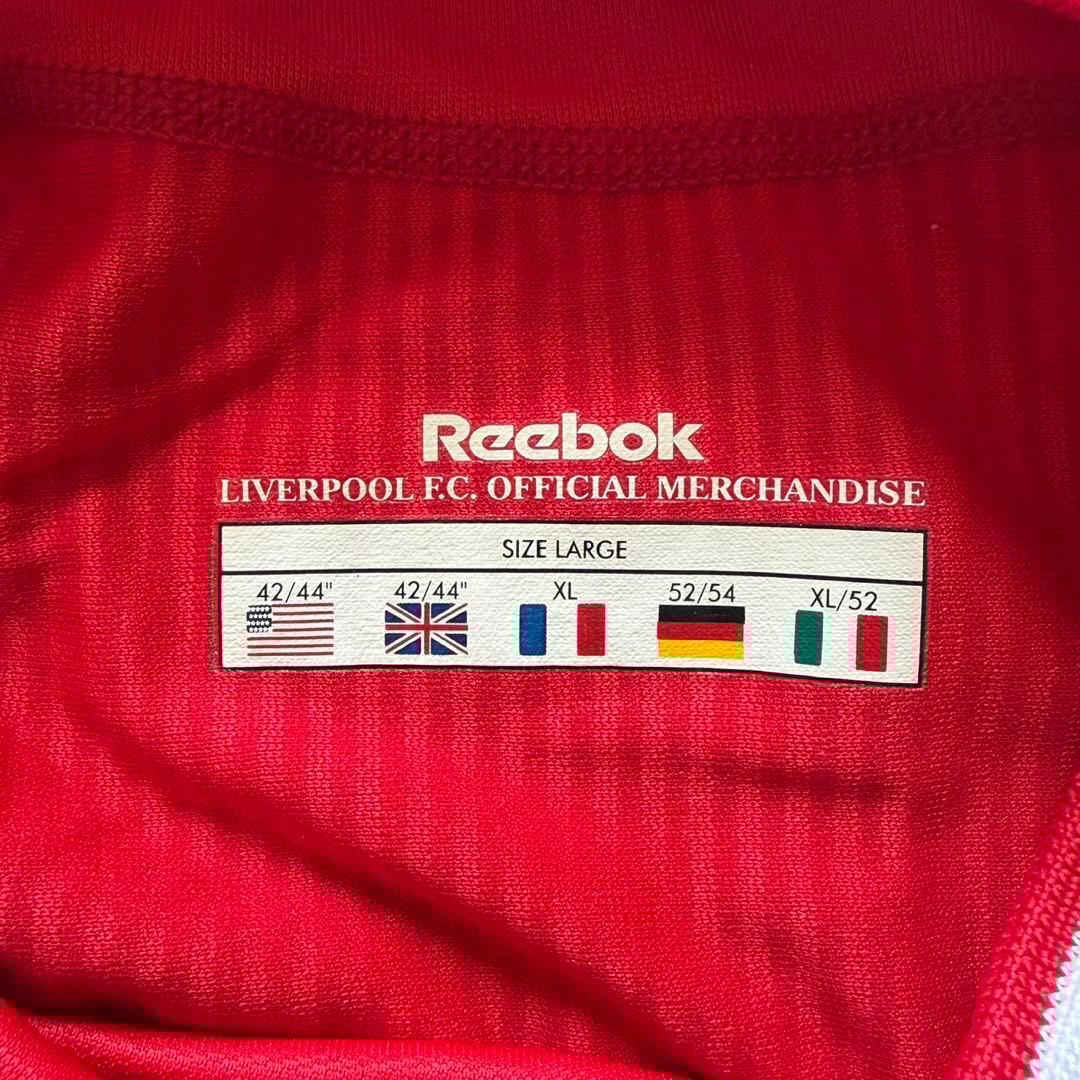 Reebok
LIVERPOOL F.C. OFFICIAL MERCHANDISE
SIZE LARGE
42/44" 42/44" XL 52/54 XL/52